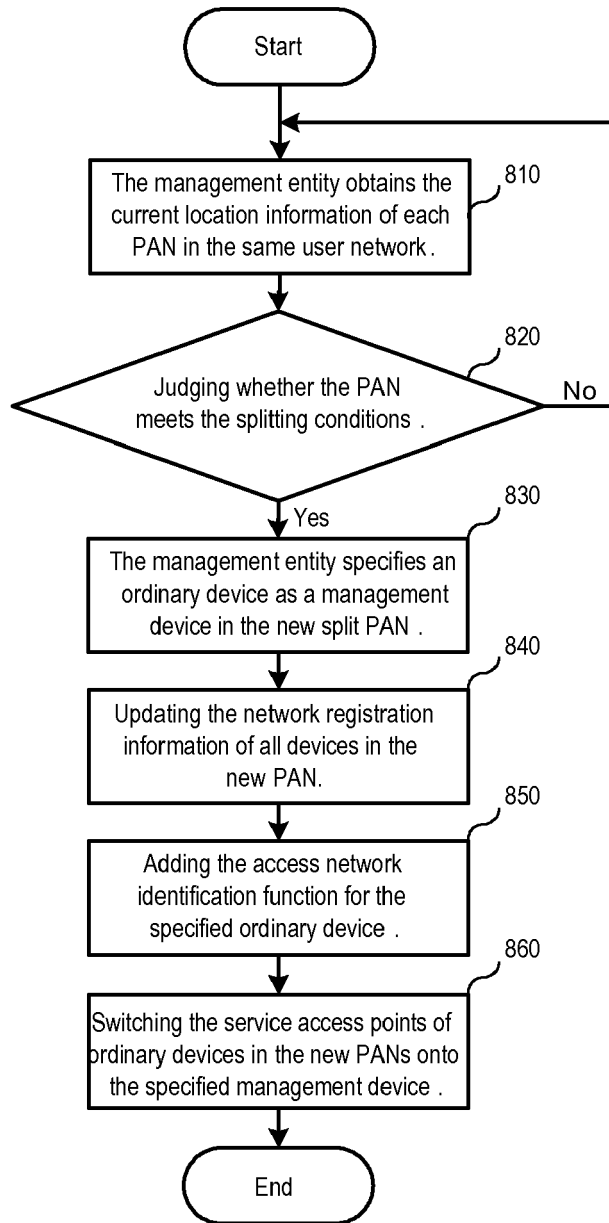 Start
The management entity obtains the
current location information of each
PAN in the same user network .
810
820
Judging whether the PAN
meets the splitting conditions .
No
Yes
830
The management entity specifies an
ordinary device as a management
device in the new split PAN .
840
Updating the network registration
information of all devices in the
new PAN.
850
Adding the access network
identification function for the
specified ordinary device .
860
Switching the service access points of
ordinary devices in the new PANs onto
the specified management device .
End